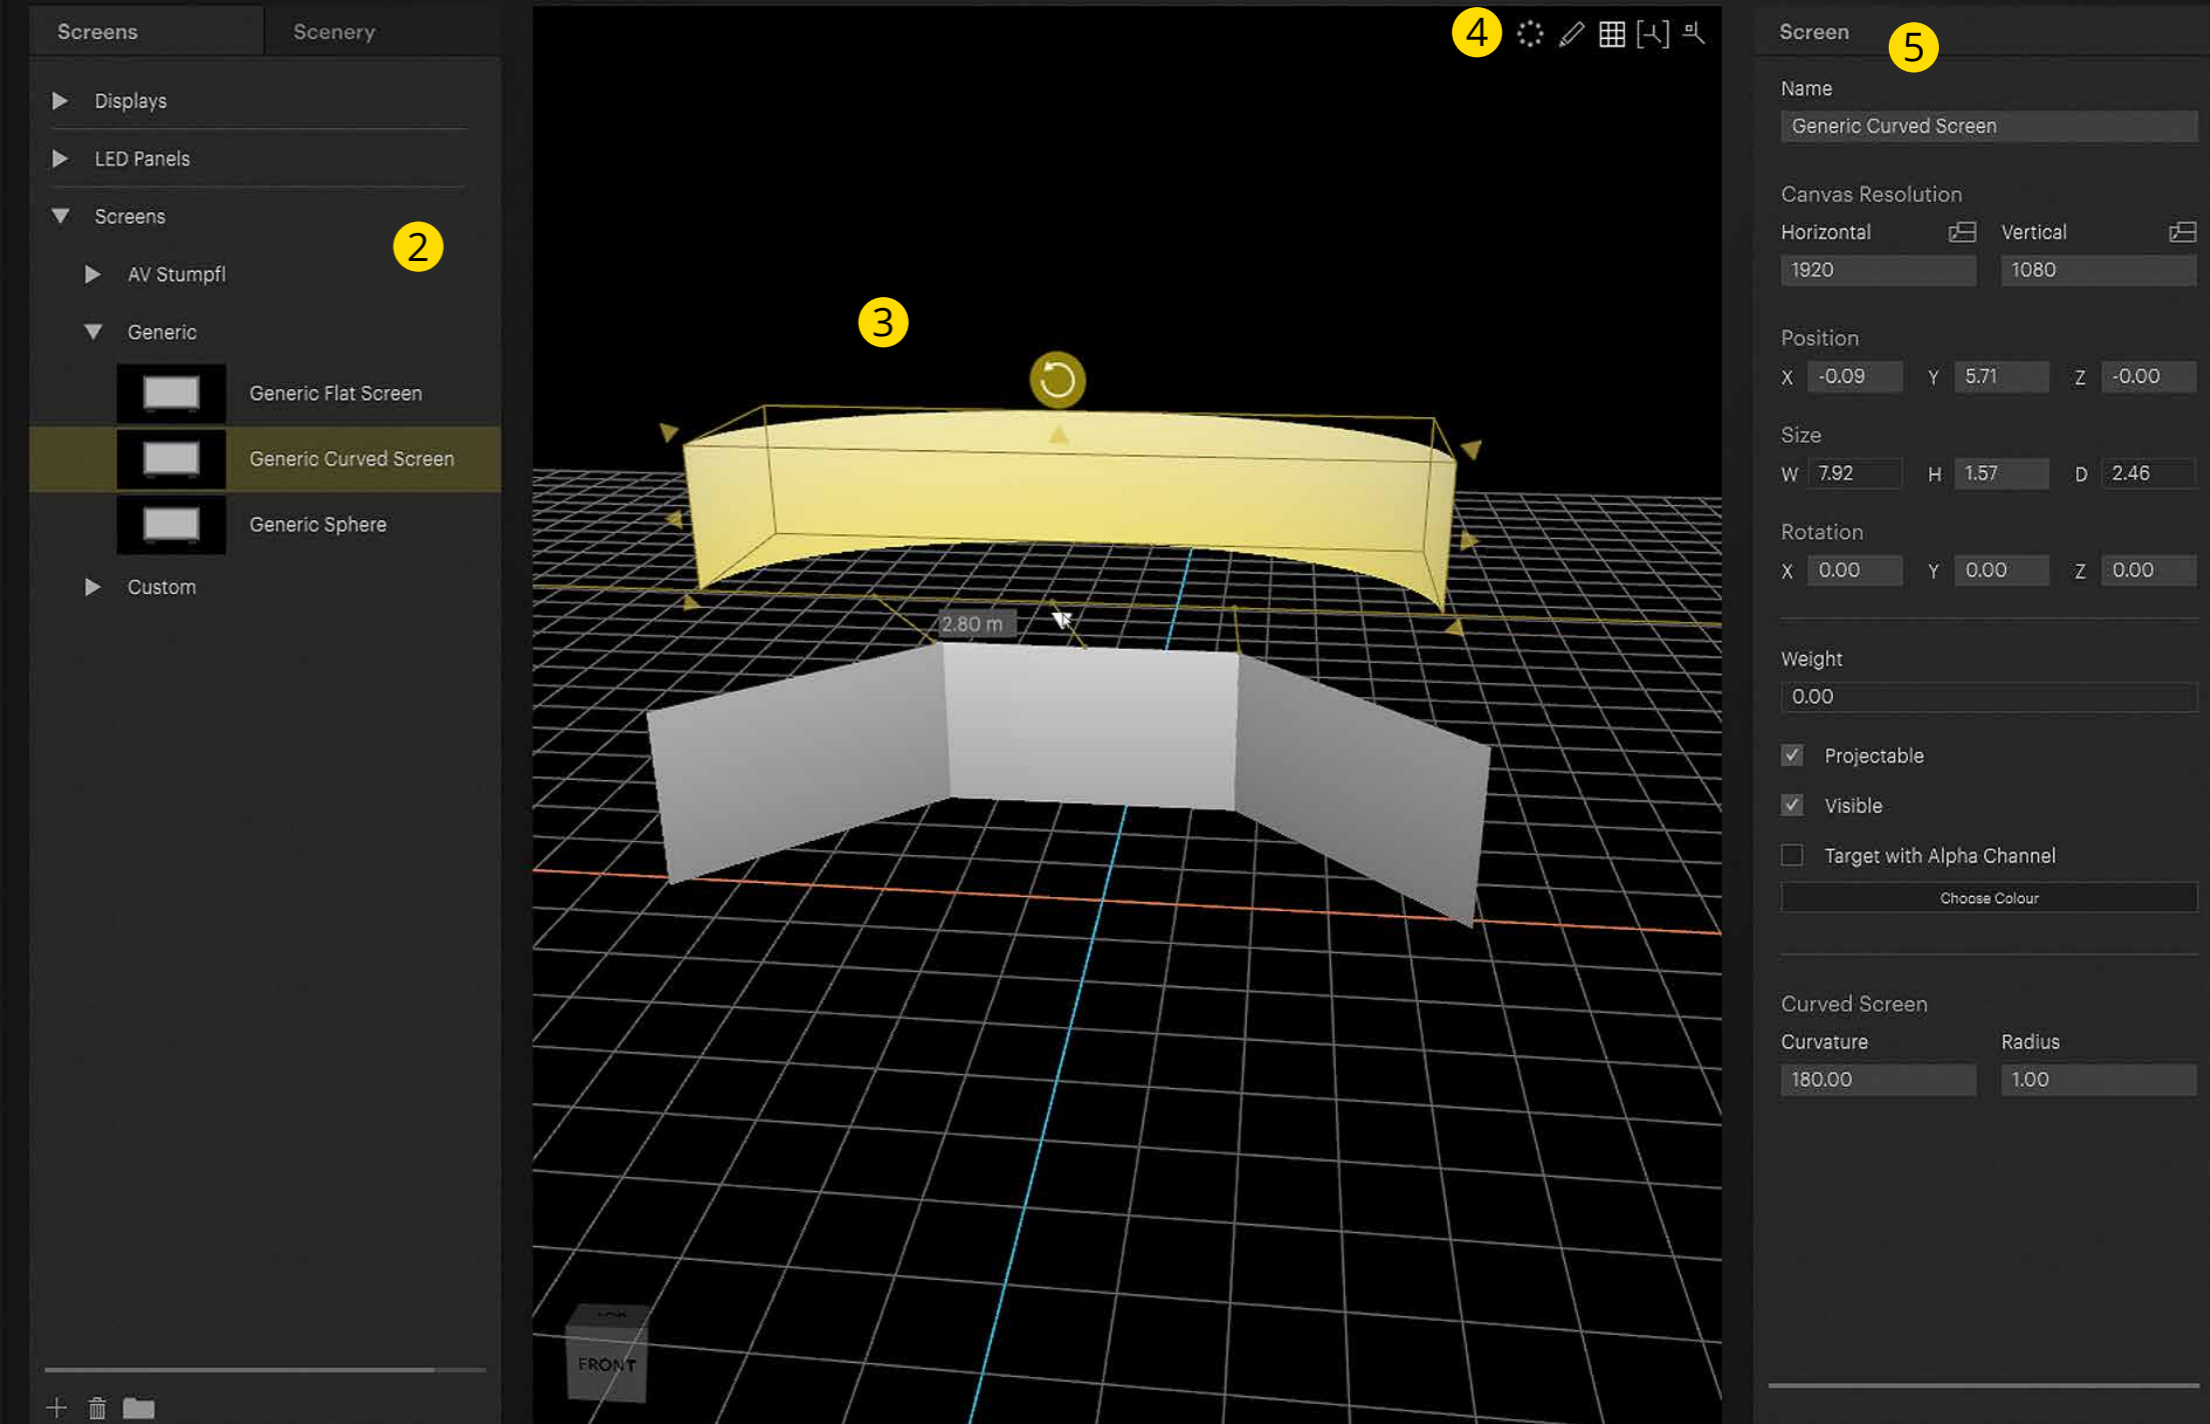 Screens
Scenery
Displays
LED Panels
Screens
2
AV Stumpfl
Generic
Generic Flat Screen
Generic Curved Screen
Generic Sphere
Custom
3
4
2.80 m
FRONT
Screen
5
Name
Generic Curved Screen
Canvas Resolution
Horizontal Vertical
1920 1080
Position
X -0.09 Y 5.71 Z -0.00
Size
W 7.92 H 1.57 D 2.46
Rotation
X 0.00 Y 0.00 Z 0.00
Weight
0.00
Projectable
Visible
Target with Alpha Channel
Choose Colour
Curved Screen
Curvature Radius
180.00 1.00